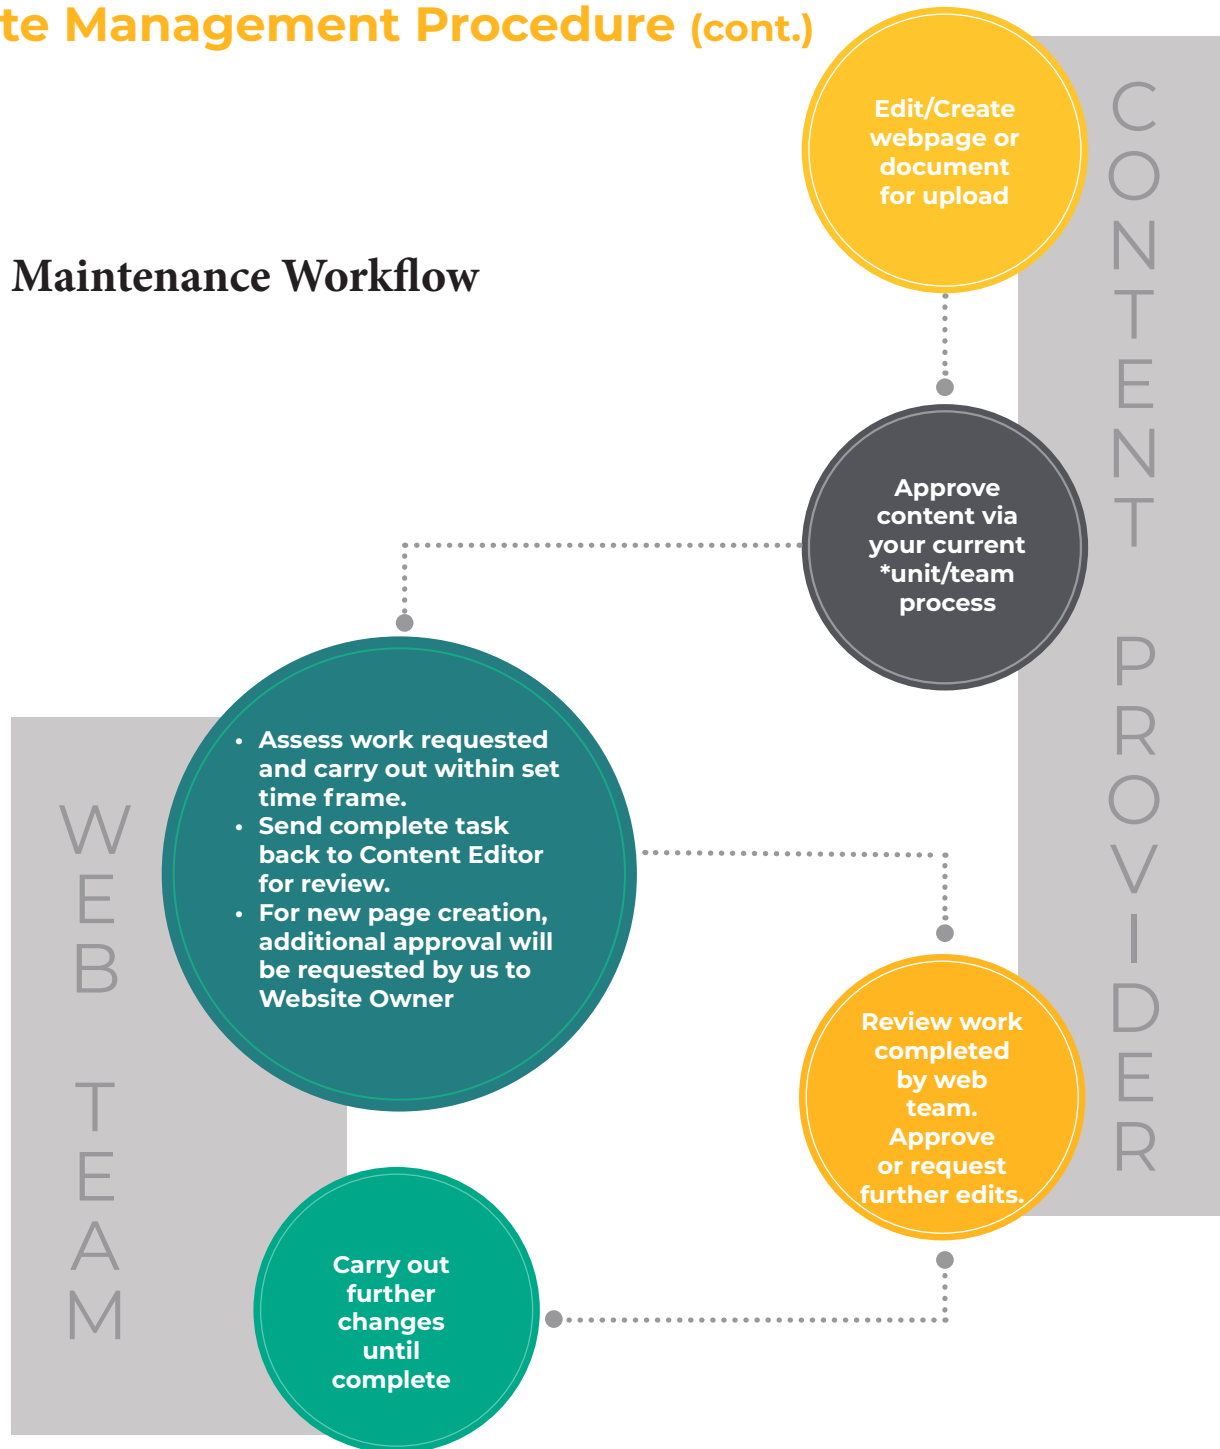 te Management Procedure (cont.)
Maintenance Workflow
Edit/Create
webpage or
document
for upload
Approve
content via
your current
*unit/team
process
• Assess work requested
and carry out within set
time frame.
• Send complete task
back to Content Editor
for review.
• For new page creation,
additional approval will
be requested by us to
Website Owner
Review work
completed
by web
team.
Approve
or request
further edits.
Carry out
further
changes
until
complete
CONTENT PROVIDER
WEB TEAM